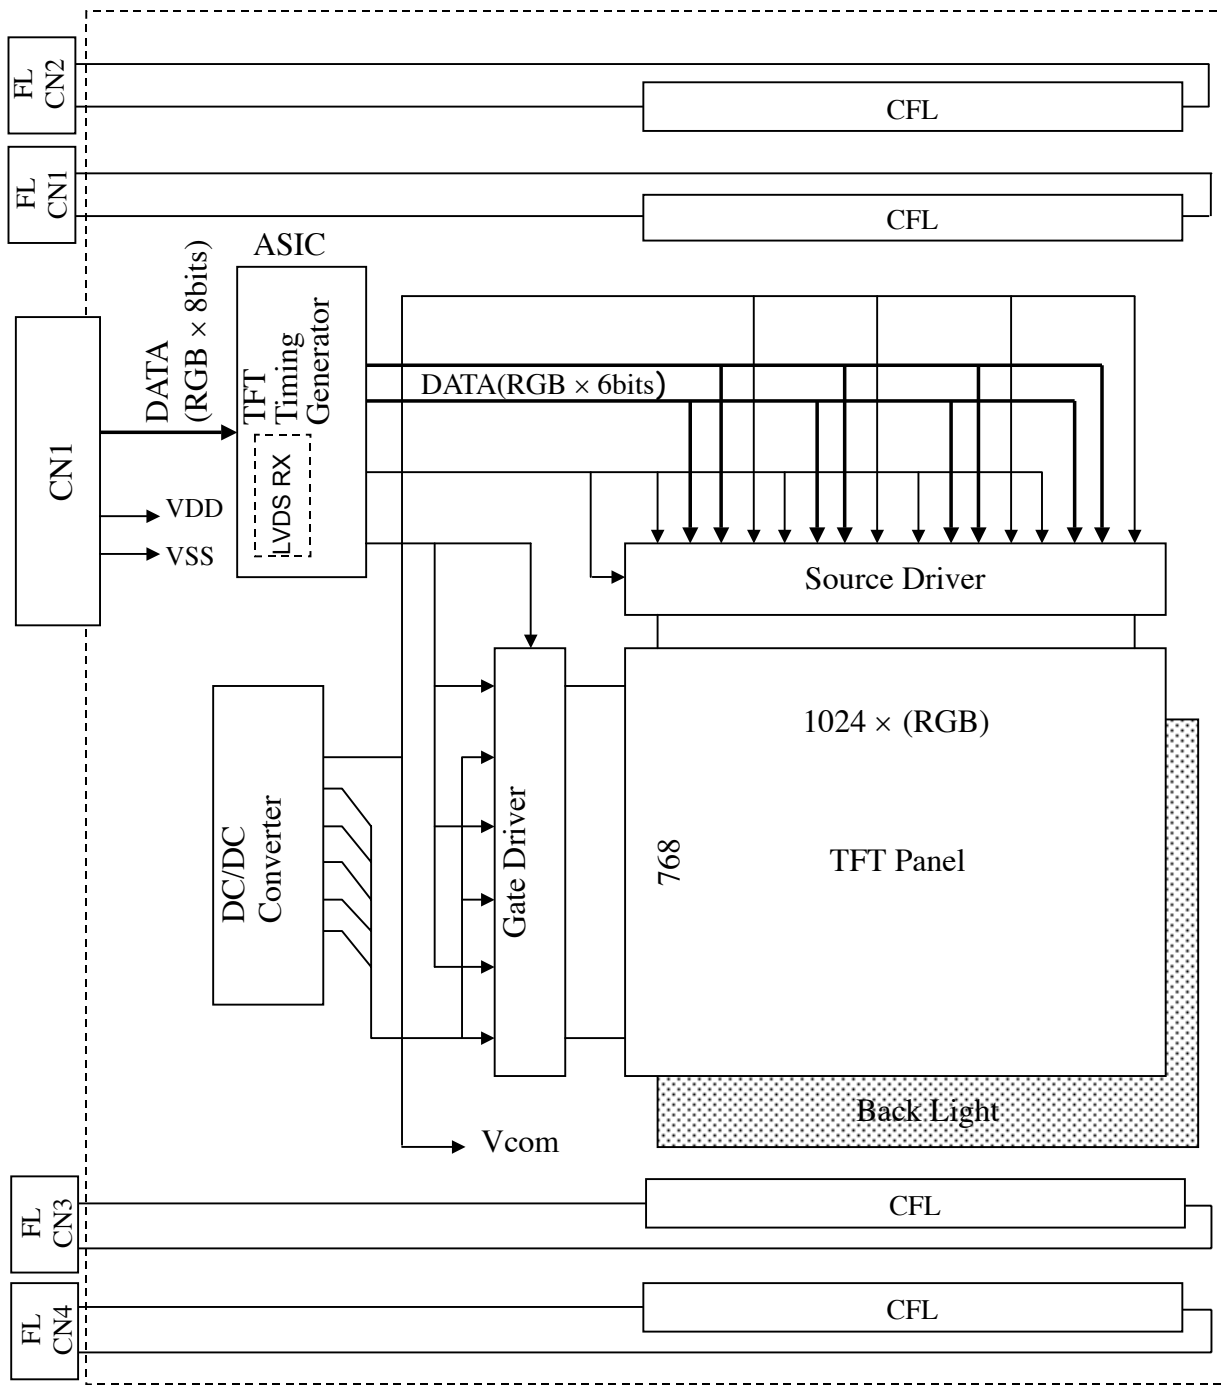 FL
CN2
CFL
FL
CN1
CFL
ASIC
DATA
(RGB × 8bits)
TFT
Timing
Generator
LVDS RX
DATA(RGB × 6bits)
CN1
VDD
VSS
Source Driver
1024 × (RGB)
768
TFT Panel
Gate Driver
DC/DC
Converter
Back Light
Vcom
FL
CN3
CFL
FL
CN4
CFL